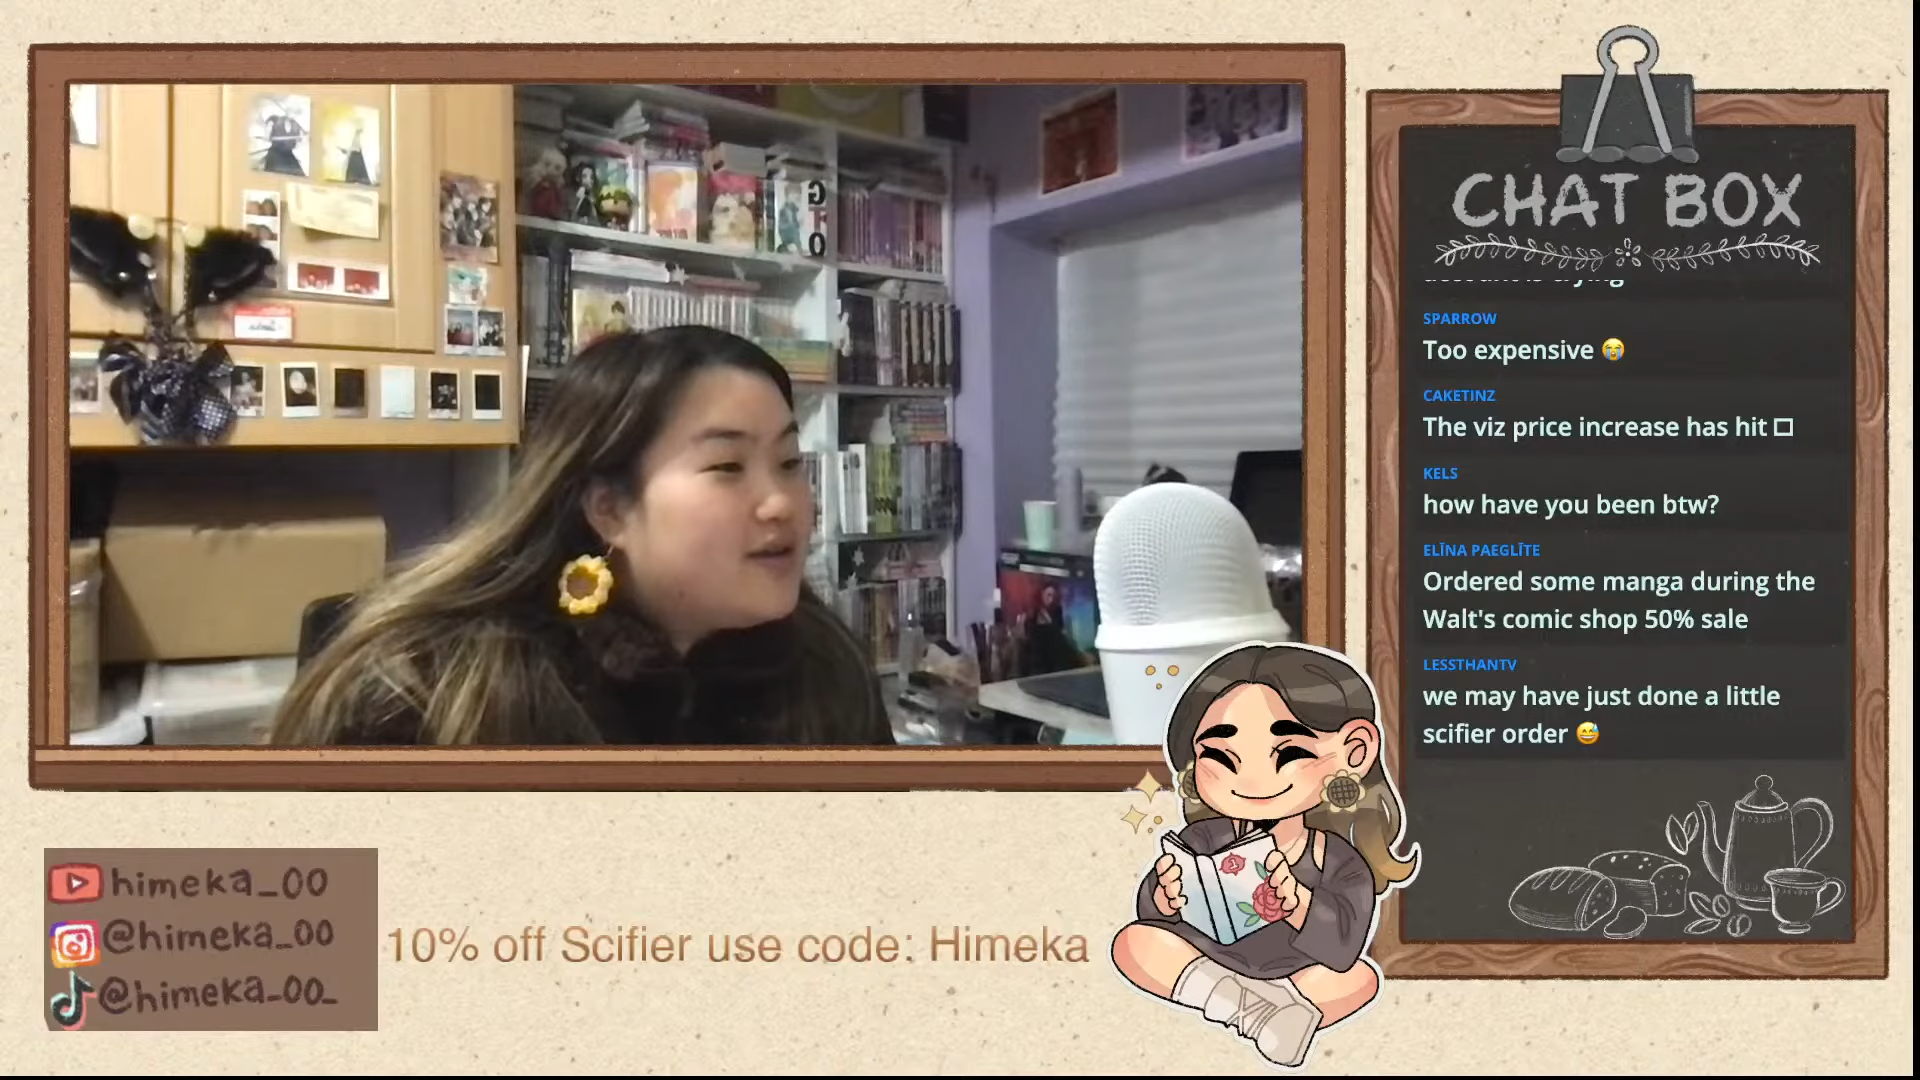 CHAT BOX
SPARROW
Too expensive 😭
CAKETINZ
The viz price increase has hit □
KELS
how have you been btw?
ELĪNA PAEGLĪTE
Ordered some manga during the
Walt's comic shop 50% sale
LESSTHANTV
we may have just done a little
scifier order 😅
himeka_00
@himeka_00
@himeka_00_
10% off Scifier use code: Himeka